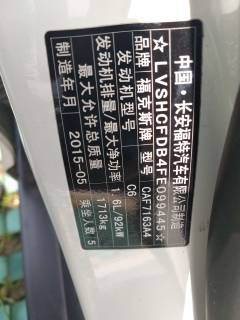 中国·长安福特汽车有限公司制造
☆LVSHCFDB4FE099445☆
品牌 福克斯牌 型号 CAF7163A4
发动机型号 C6
发动机排量/最大净功率 1.6L/92kW
最大允许总质量 1713kg
制造年月 2015-05 乘坐人数 5